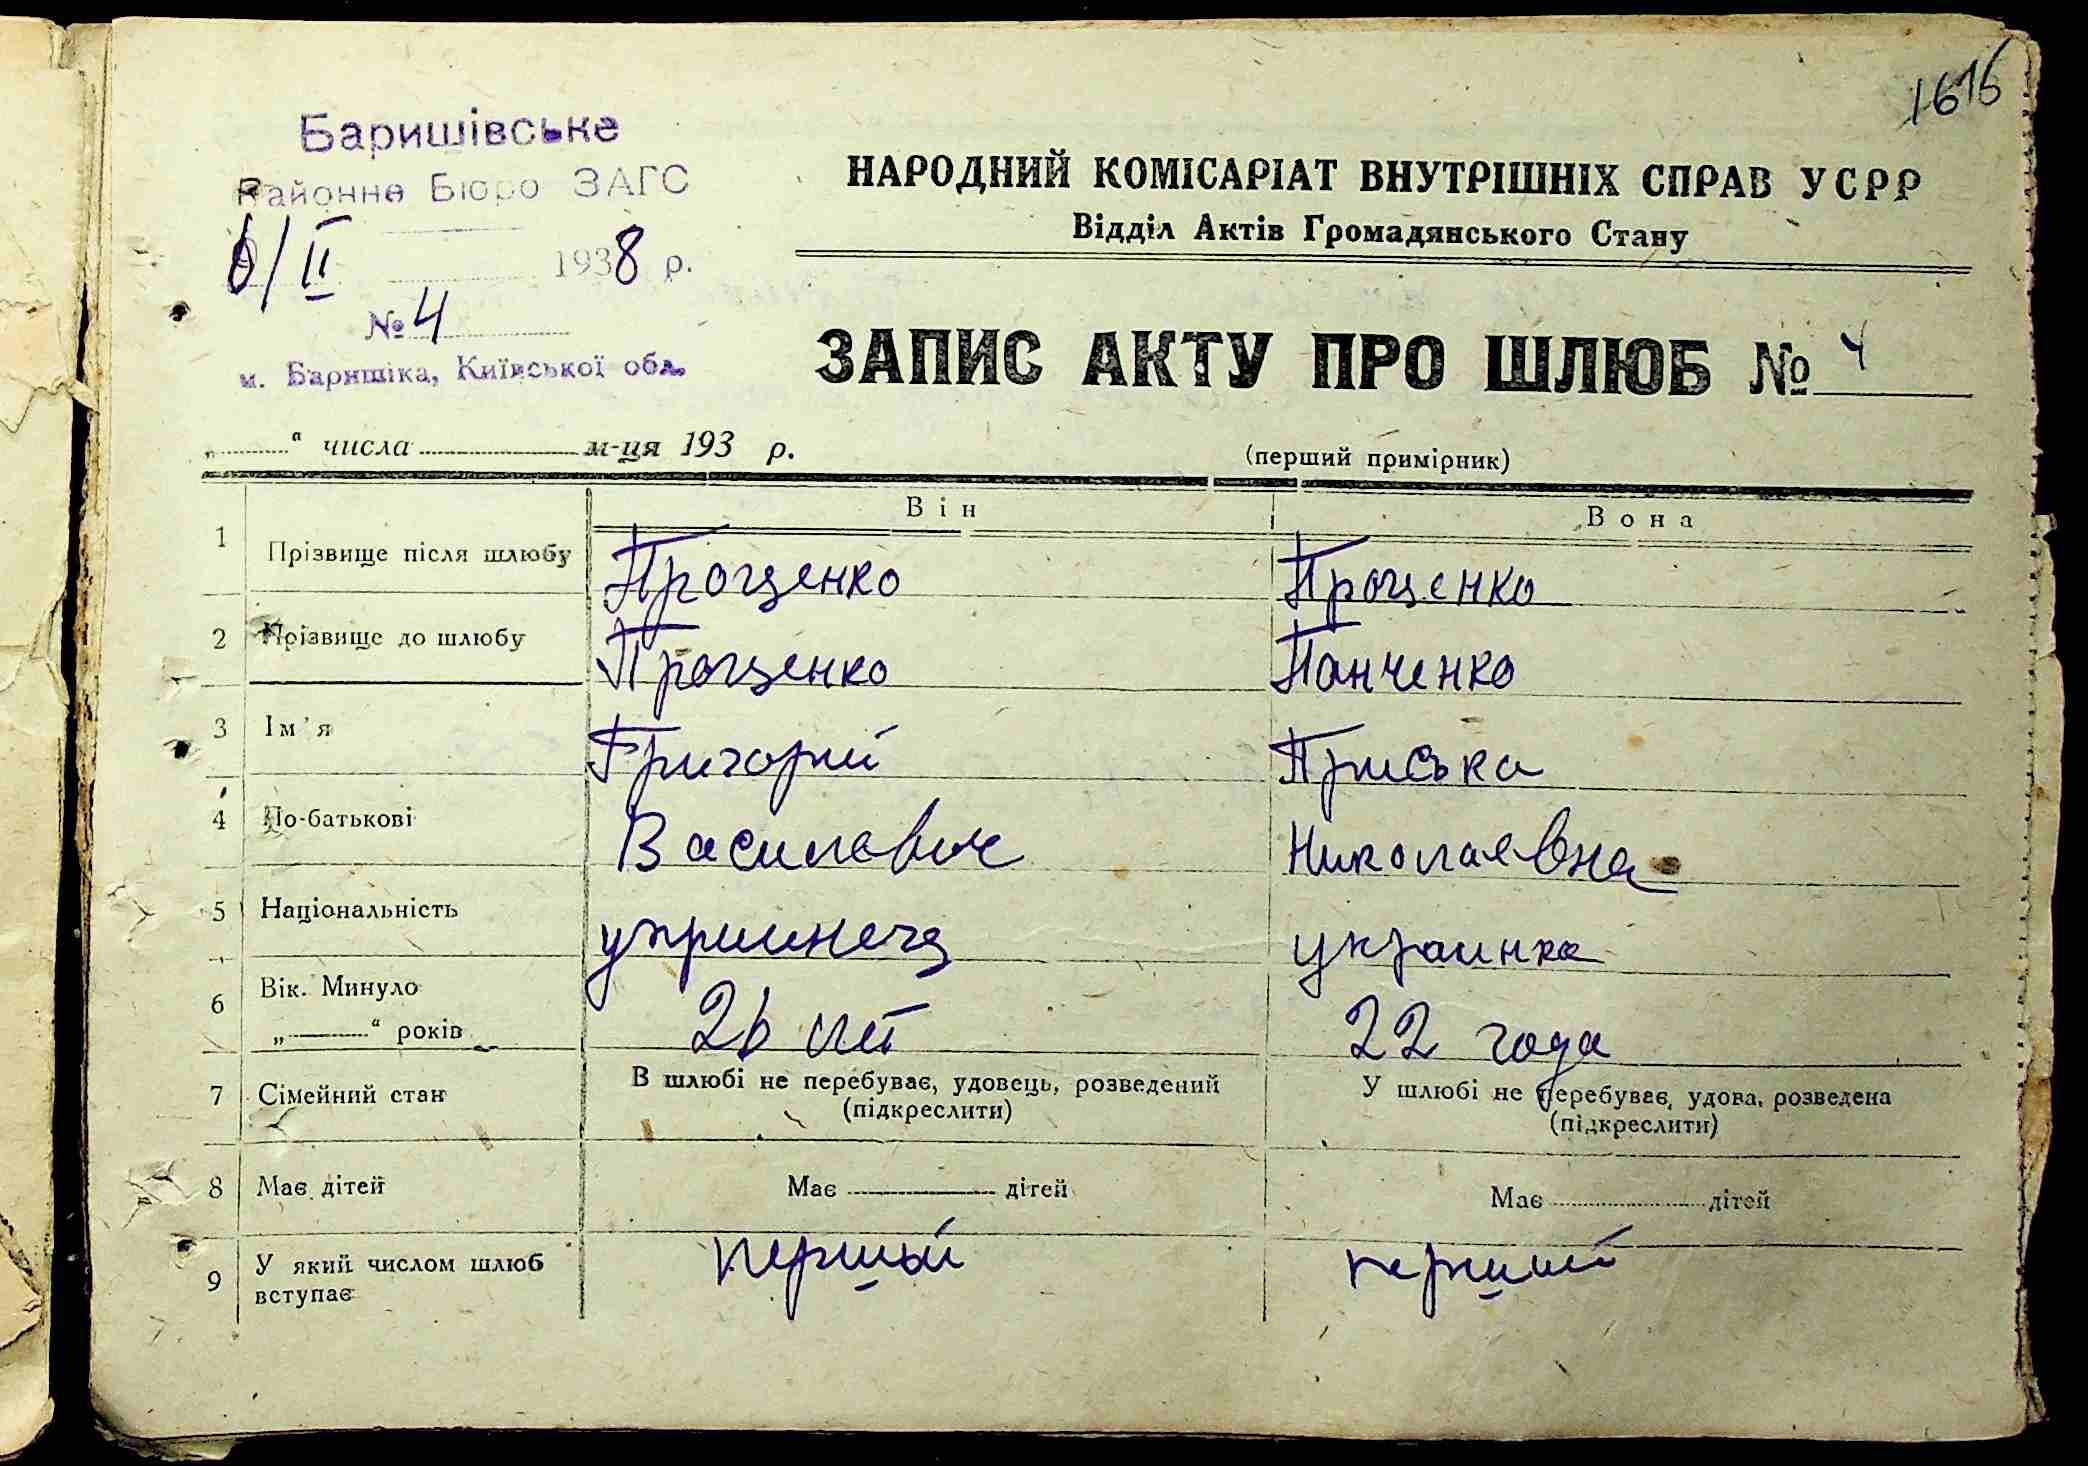 1616
Баришівське
Районне Бюро ЗАГС
6/II 1938 р.
№ 4
м. Баришівка, Київської обл.
НАРОДНИЙ КОМІСАРІАТ ВНУТРІШНІХ СПРАВ УСРР
Відділ Актів Громадянського Стану
ЗАПИС АКТУ ПРО ШЛЮБ № 4
„ “ числа м-ця 193 р.
(перший примірник)
Він Вона
1 Прізвище після шлюбу Проценко Проценко
2 Прізвище до шлюбу Проценко Панченко
3 Ім'я Григорий Приська
4 По-батькові Василевич Николаевна
5 Національність украинець украинка
6 Вік. Минуло
„ “ років 26 лет 22 года
7 Сімейний стан В шлюбі не перебуває, удовець, розведений У шлюбі не перебуває, удова, розведена
(підкреслити) (підкреслити)
8 Має дітей Має дітей Має дітей
9 У який числом шлюб
вступає первый первый